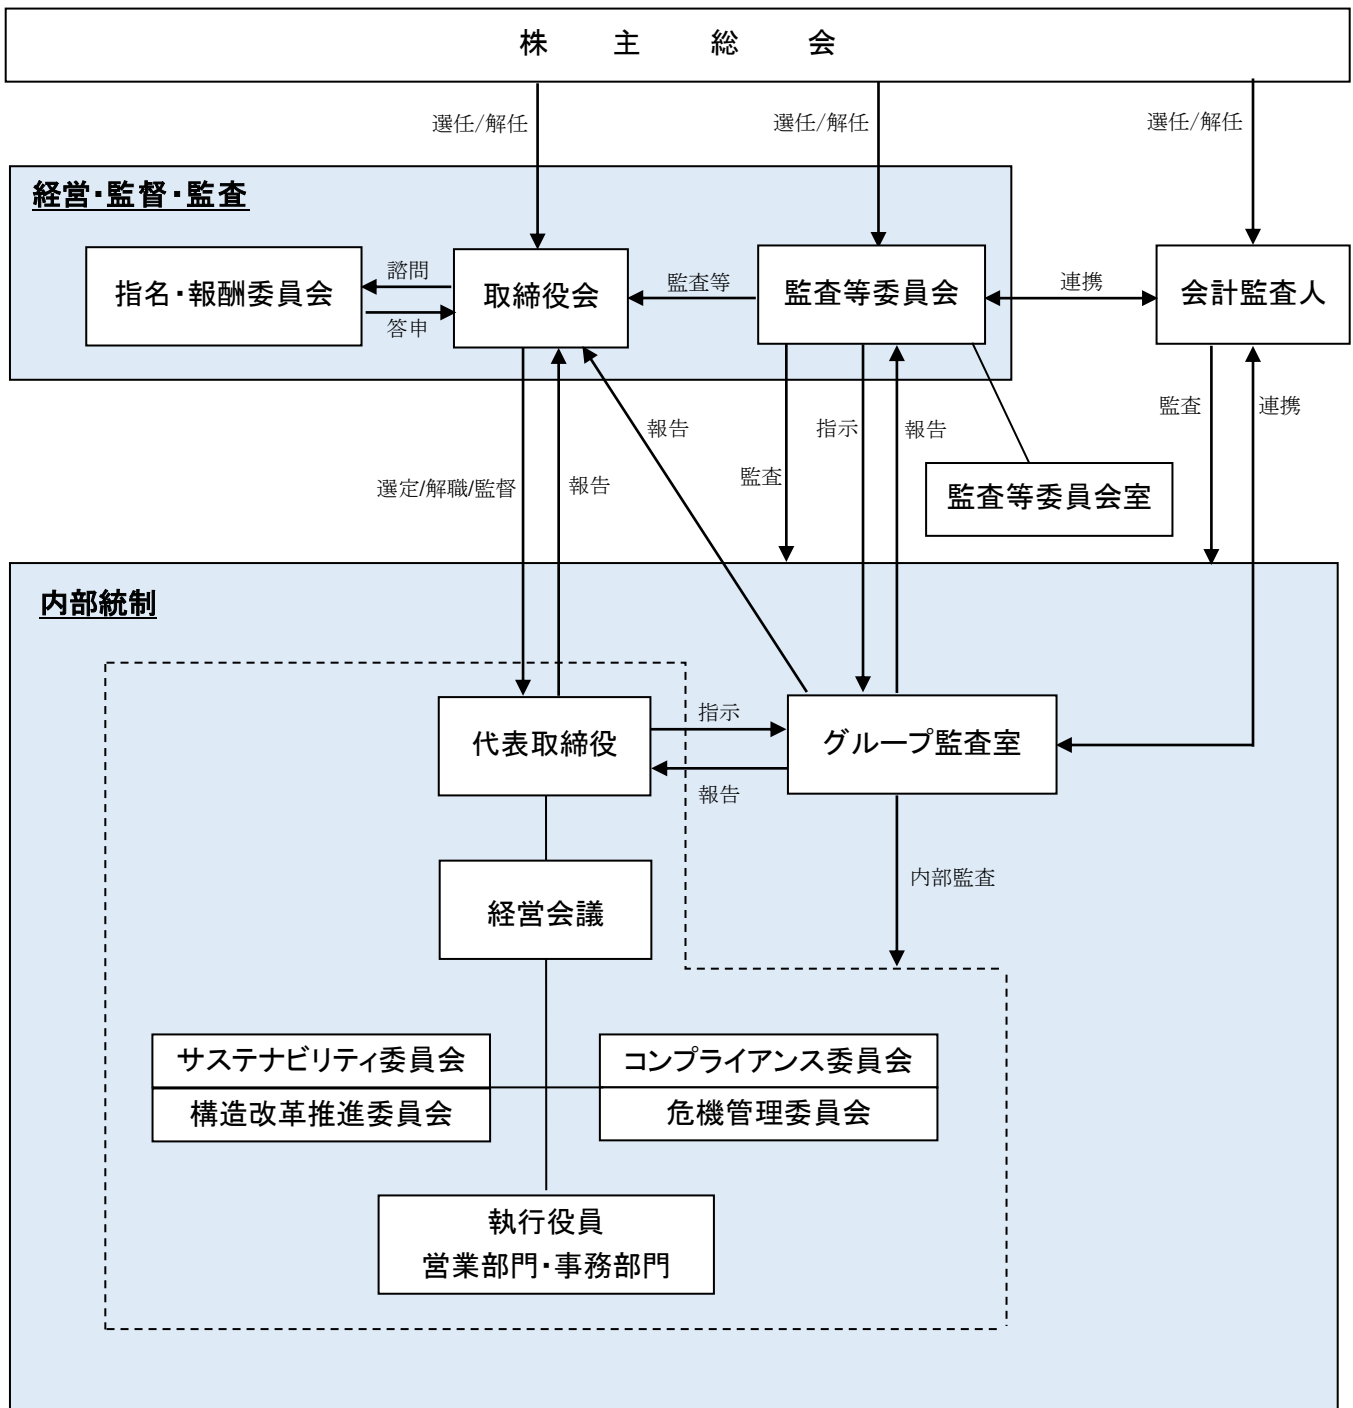 株主総会
選任/解任
選任/解任
選任/解任
経営・監督・監査
指名・報酬委員会
諮問
答申
取締役会
監査等
監査等委員会
連携
会計監査人
選定/解職/監督
報告
報告
監査
指示
報告
監査等委員会室
監査
連携
内部統制
代表取締役
指示
報告
グループ監査室
内部監査
経営会議
サステナビリティ委員会
コンプライアンス委員会
構造改革推進委員会
危機管理委員会
執行役員
営業部門・事務部門